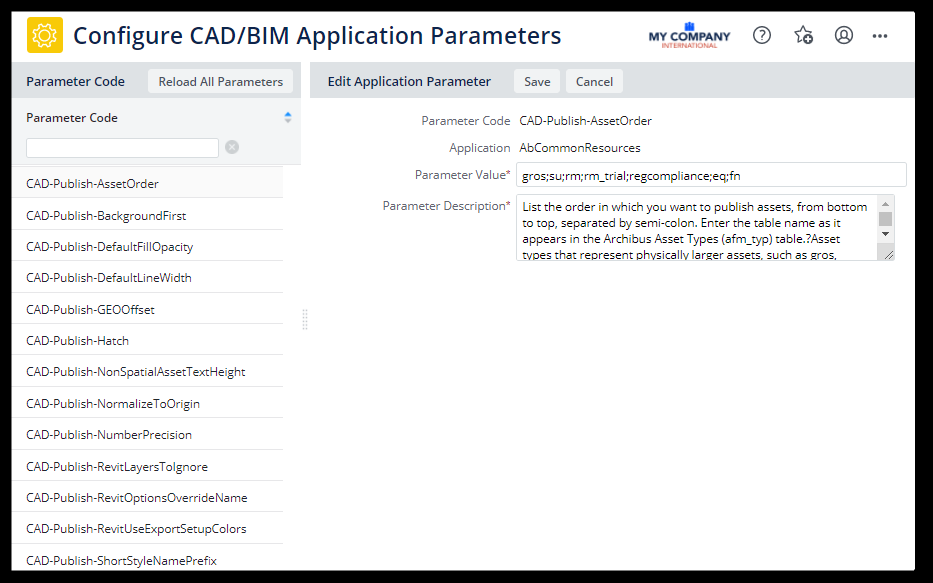 Configure CAD/BIM Application Parameters
MY COMPANY
INTERNATIONAL
Parameter Code
Reload All Parameters
Parameter Code
CAD-Publish-AssetOrder
CAD-Publish-BackgroundFirst
CAD-Publish-DefaultFillOpacity
CAD-Publish-DefaultLineWidth
CAD-Publish-GEOOffset
CAD-Publish-Hatch
CAD-Publish-NonSpatialAssetTextHeight
CAD-Publish-NormalizeToOrigin
CAD-Publish-NumberPrecision
CAD-Publish-RevitLayersToIgnore
CAD-Publish-RevitOptionsOverrideName
CAD-Publish-RevitUseExportSetupColors
CAD-Publish-ShortStyleNamePrefix
Edit Application Parameter
Save
Cancel
Parameter Code CAD-Publish-AssetOrder
Application AbCommonResources
Parameter Value* gros;su;rm;rm_trial;regcompliance;eq;fn
Parameter Description* List the order in which you want to publish assets, from bottom
to top, separated by semi-colon. Enter the table name as it
appears in the Archibus Asset Types (afm_typ) table.?Asset
types that represent physically larger assets, such as gros,